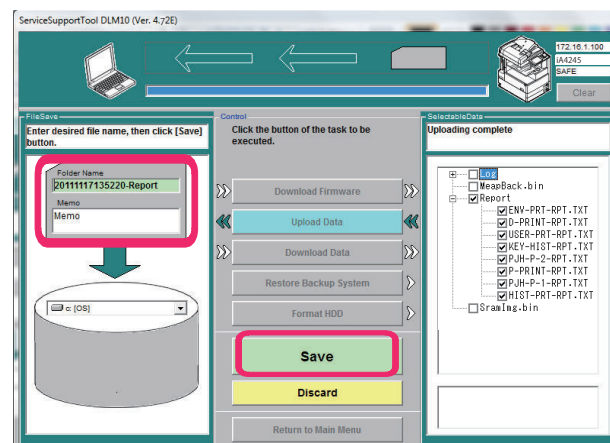 ServiceSupportTool DLM10 (Ver. 4.72E)
172.16.1.100
iA4245
SAFE
Clear
FileSave
Enter desired file name, then click [Save]
button.
Folder Name
20111117135220-Report
Memo
Memo
c: [OS]
Control
Click the button of the task to be
executed.
Download Firmware
Upload Data
Download Data
Restore Backup System
Format HDD
Save
Discard
Return to Main Menu
SelectableData
Uploading complete
Log
MeapBack.bin
Report
ENV-PRT-RPT.TXT
D-PRINT-RPT.TXT
USER-PRT-RPT.TXT
KEY-HIST-RPT.TXT
PJH-P-2-RPT.TXT
P-PRINT-RPT.TXT
PJH-P-1-RPT.TXT
HIST-PRT-RPT.TXT
SramImg.bin